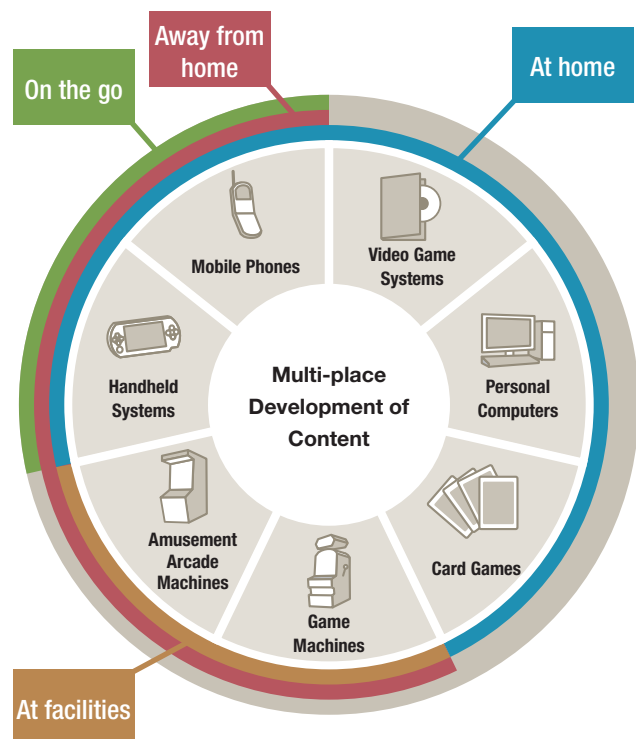 Away from
home
At home
On the go
Mobile Phones
Video Game
Systems
Handheld
Systems
Multi-place
Development of
Content
Personal
Computers
Amusement
Arcade
Machines
Card Games
Game
Machines
At facilities